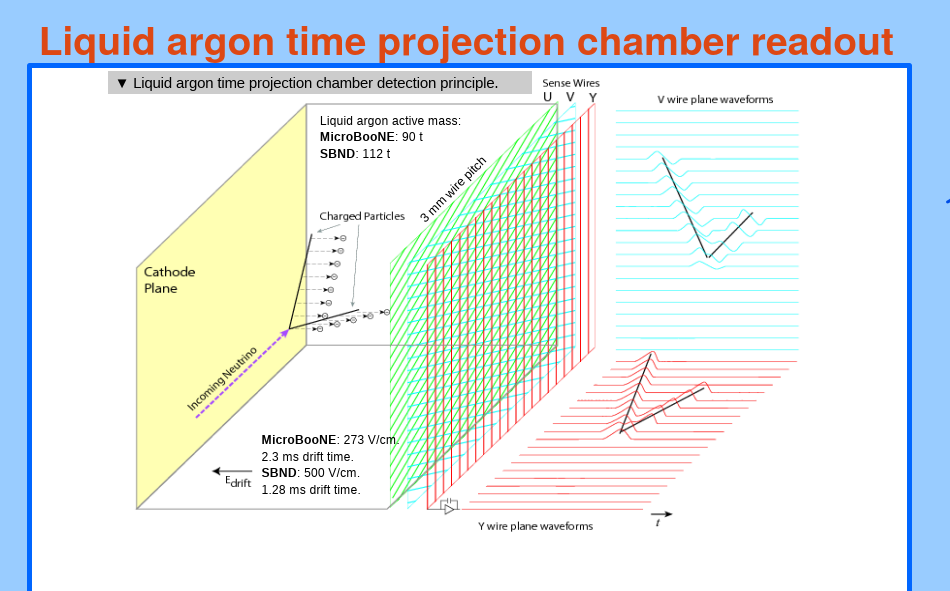 Liquid argon time projection chamber readout
▼ Liquid argon time projection chamber detection principle.
Sense Wires
U V Y
V wire plane waveforms
Liquid argon active mass:
MicroBooNE: 90 t
SBND: 112 t
3 mm wire pitch
Charged Particles
Cathode
Plane
Incoming Neutrino
MicroBooNE: 273 V/cm.
2.3 ms drift time.
SBND: 500 V/cm.
1.28 ms drift time.
Edrift
t
Y wire plane waveforms